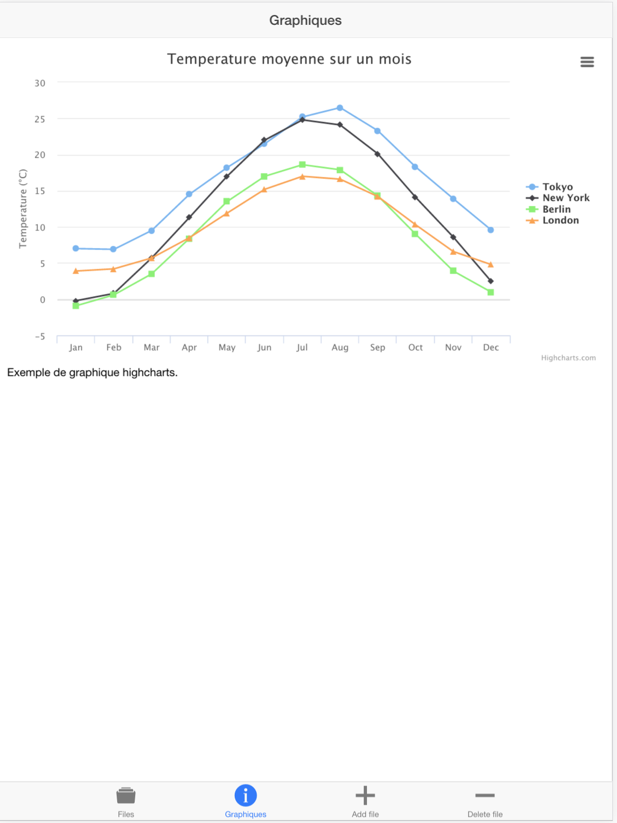 Graphiques
Temperature moyenne sur un mois
Temperature (°C)
30
25
20
15
10
5
0
-5
Jan Feb Mar Apr May Jun Jul Aug Sep Oct Nov Dec
Tokyo
New York
Berlin
London
Highcharts.com
Exemple de graphique highcharts.
Files Graphiques Add file Delete file